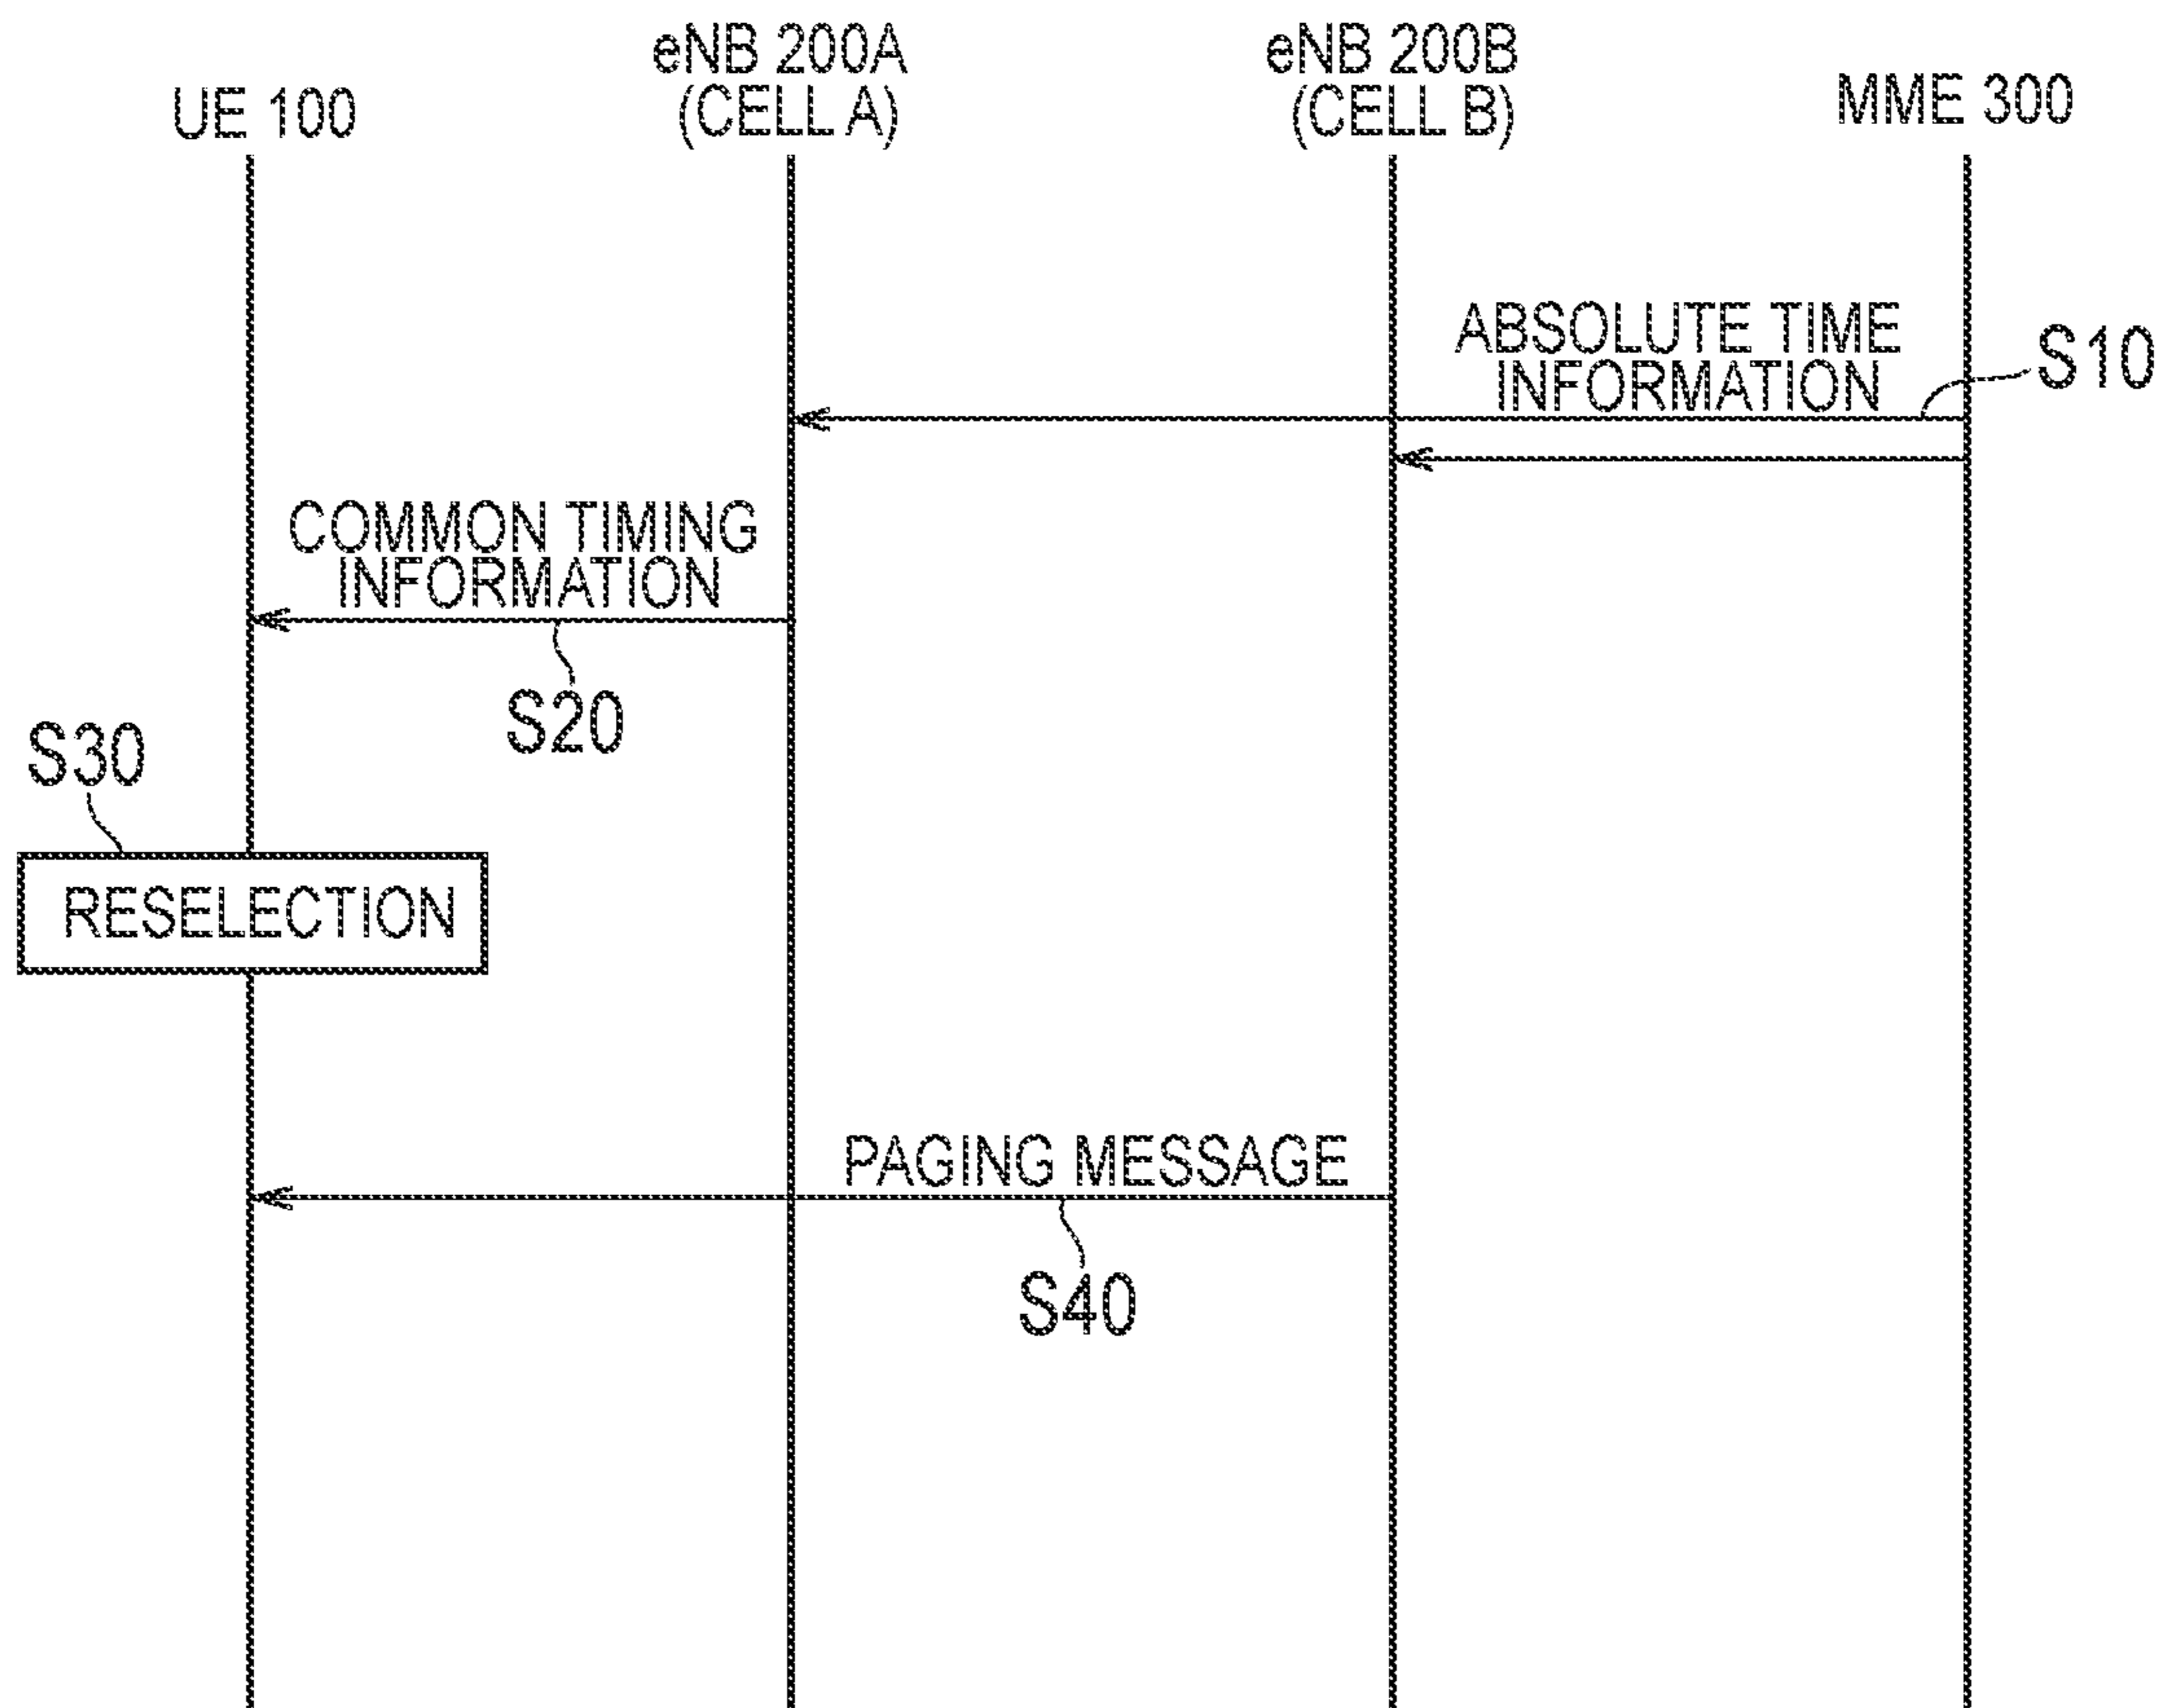 UE 100
eNB 200A
(CELL A)
eNB 200B
(CELL B)
MME 300
ABSOLUTE TIME
INFORMATION
S10
COMMON TIMING
INFORMATION
S20
S30
RESELECTION
PAGING MESSAGE
S40